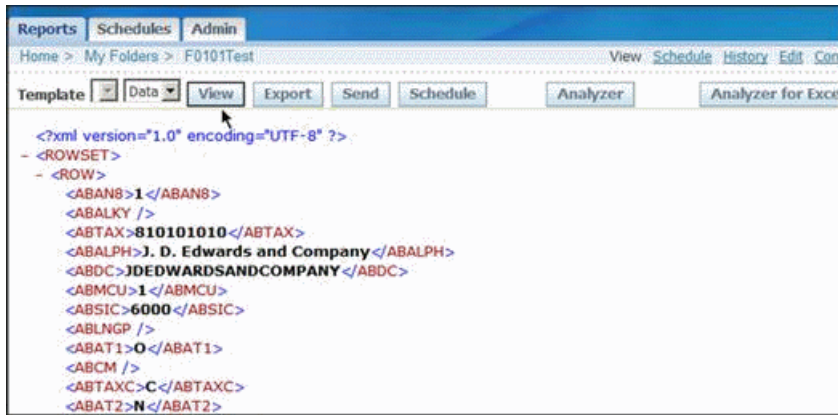 Reports Schedules Admin
Home > My Folders > F0101Test View Schedule History Edit
Template Data View Export Send Schedule Analyzer Analyzer for
<?xml version="1.0" encoding="UTF-8" ?>
- <ROWSET>
- <ROW>
<ABAN8>1</ABAN8>
<ABALKY />
<ABTAX>810101010</ABTAX>
<ABALPH>J. D. Edwards and Company</ABALPH>
<ABDC>JDEDWARDSANDCOMPANY</ABDC>
<ABMCU>1</ABMCU>
<ABSIC>6000</ABSIC>
<ABLNGP />
<ABAT1>O</ABAT1>
<ABCM />
<ABTAXC>C</ABTAXC>
<ABAT2>N</ABAT2>